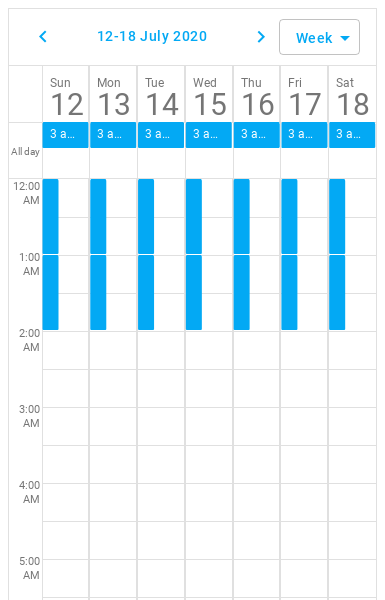 12-18 July 2020
Week
Sun Mon Tue Wed Thu Fri Sat
12 13 14 15 16 17 18
3 a... 3 a... 3 a... 3 a... 3 a... 3 a... 3 a...
All day
12:00
AM
1:00
AM
2:00
AM
3:00
AM
4:00
AM
5:00
AM